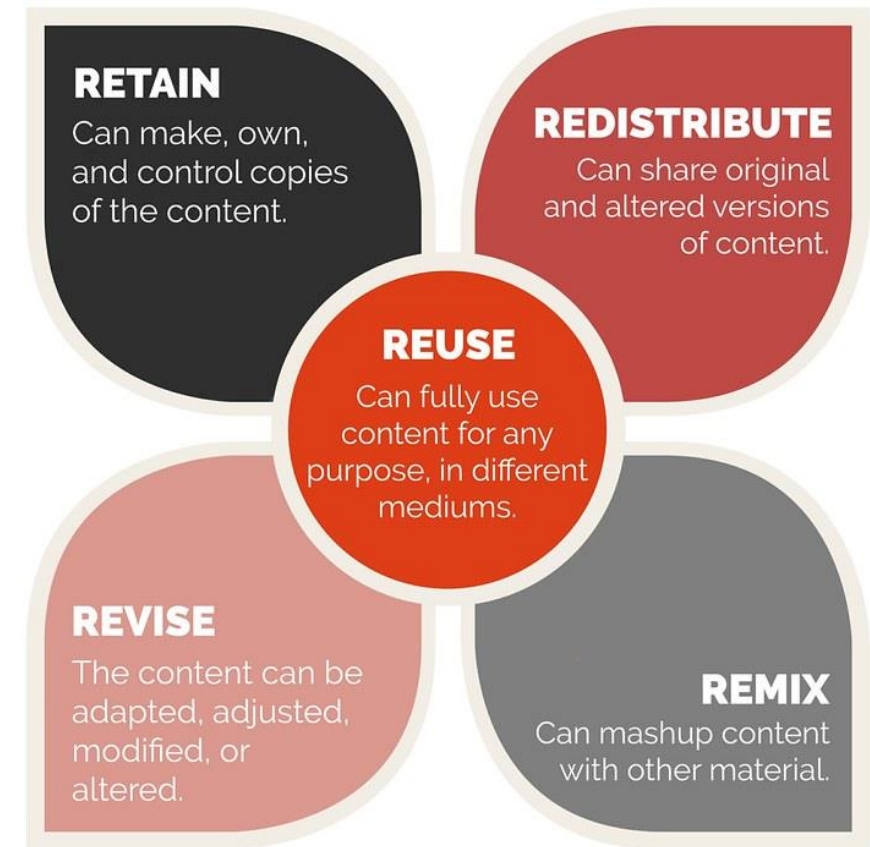 RETAIN
Can make, own,
and control copies
of the content.
REDISTRIBUTE
Can share original
and altered versions
of content.
REUSE
Can fully use
content for any
purpose, in different
mediums.
REVISE
The content can be
adapted, adjusted,
modified, or
altered.
REMIX
Can mashup content
with other material.